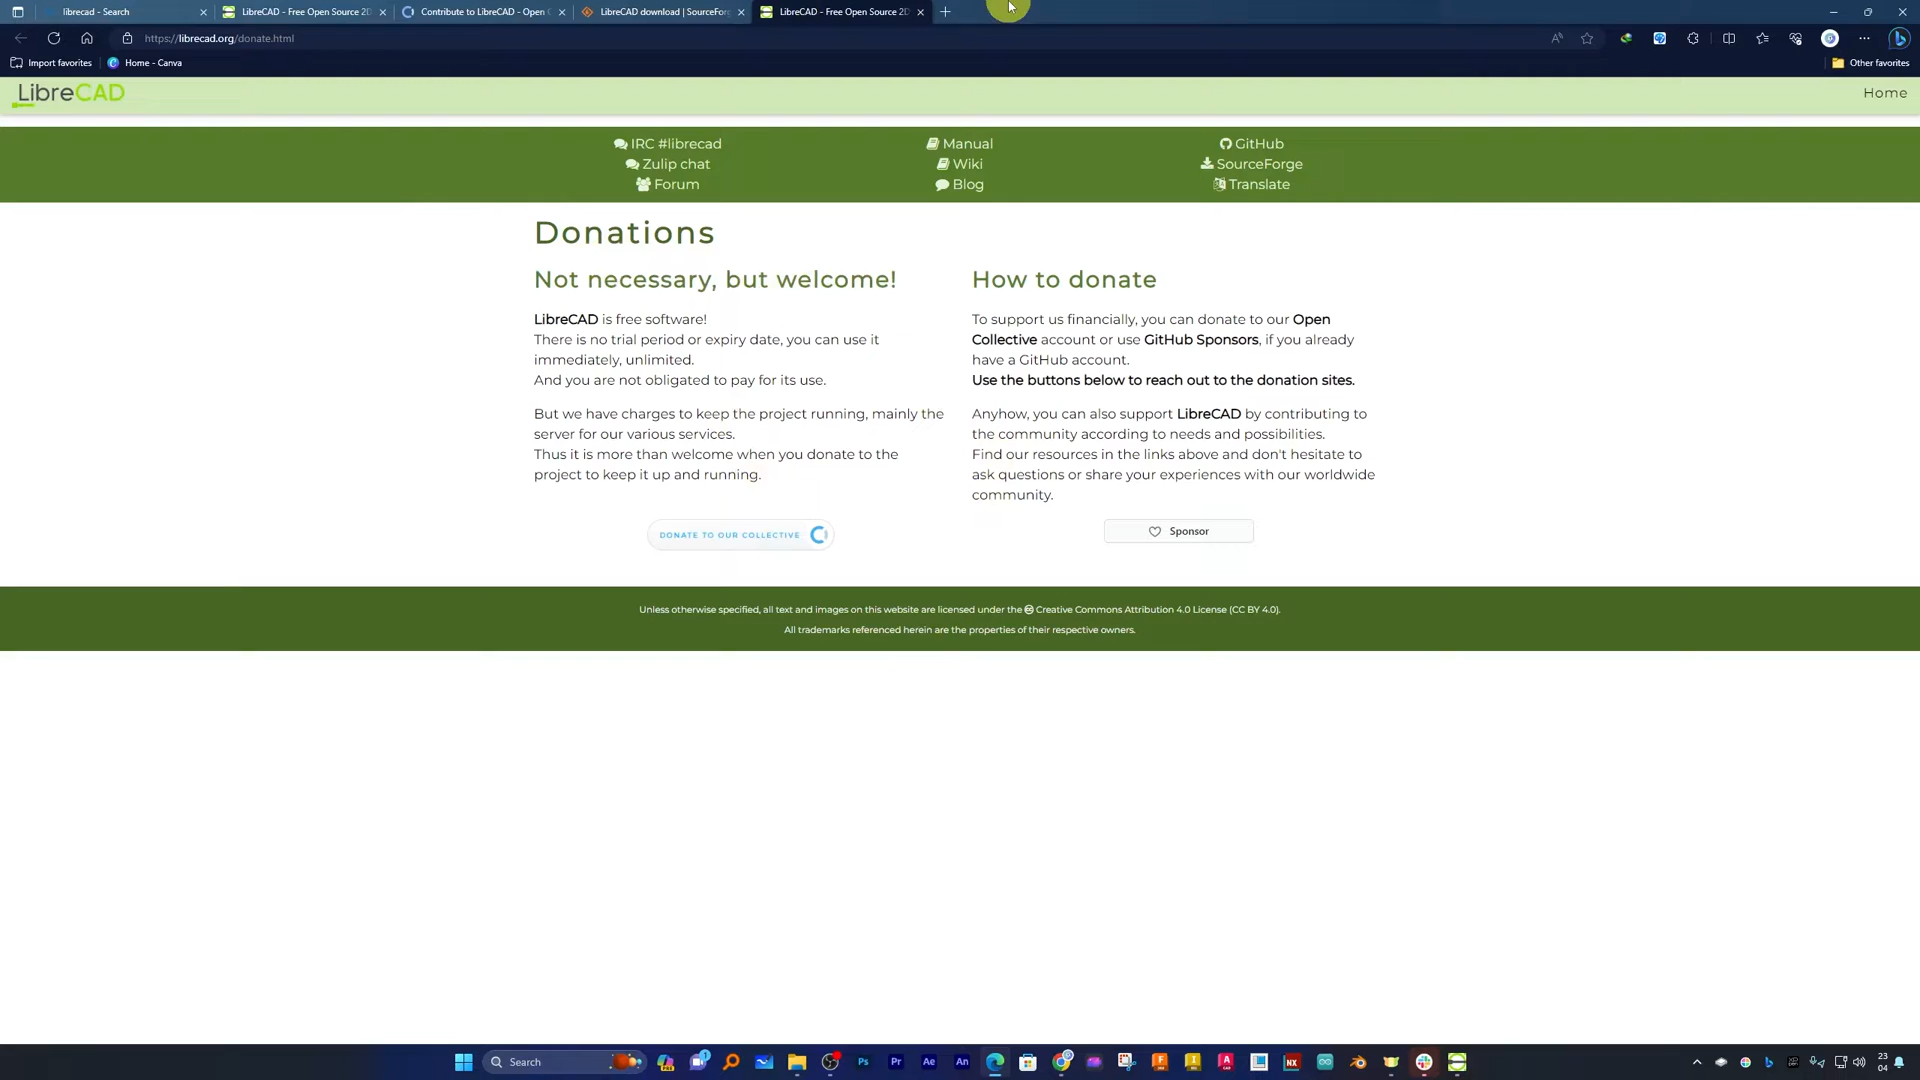 librecad - Search
LibreCAD - Free Open Source 2D
Contribute to LibreCAD - Open C
LibreCAD download | SourceForg
LibreCAD - Free Open Source 2D
https://librecad.org/donate.html
Import favorites
Home - Canva
Other favorites
LibreCAD
Home
IRC #librecad
Zulip chat
Forum
Manual
Wiki
Blog
GitHub
SourceForge
Translate
Donations
Not necessary, but welcome!
LibreCAD is free software!
There is no trial period or expiry date, you can use it
immediately, unlimited.
And you are not obligated to pay for its use.
But we have charges to keep the project running, mainly the
server for our various services.
Thus it is more than welcome when you donate to the
project to keep it up and running.
DONATE TO OUR COLLECTIVE
How to donate
To support us financially, you can donate to our Open
Collective account or use GitHub Sponsors, if you already
have a GitHub account.
Use the buttons below to reach out to the donation sites.
Anyhow, you can also support LibreCAD by contributing to
the community according to needs and possibilities.
Find our resources in the links above and don't hesitate to
ask questions or share your experiences with our worldwide
community.
Sponsor
Unless otherwise specified, all text and images on this website are licensed under the Creative Commons Attribution 4.0 License (CC BY 4.0).
All trademarks referenced herein are the properties of their respective owners.
Search
Ps
Pr
Ae
An
NX
23
04